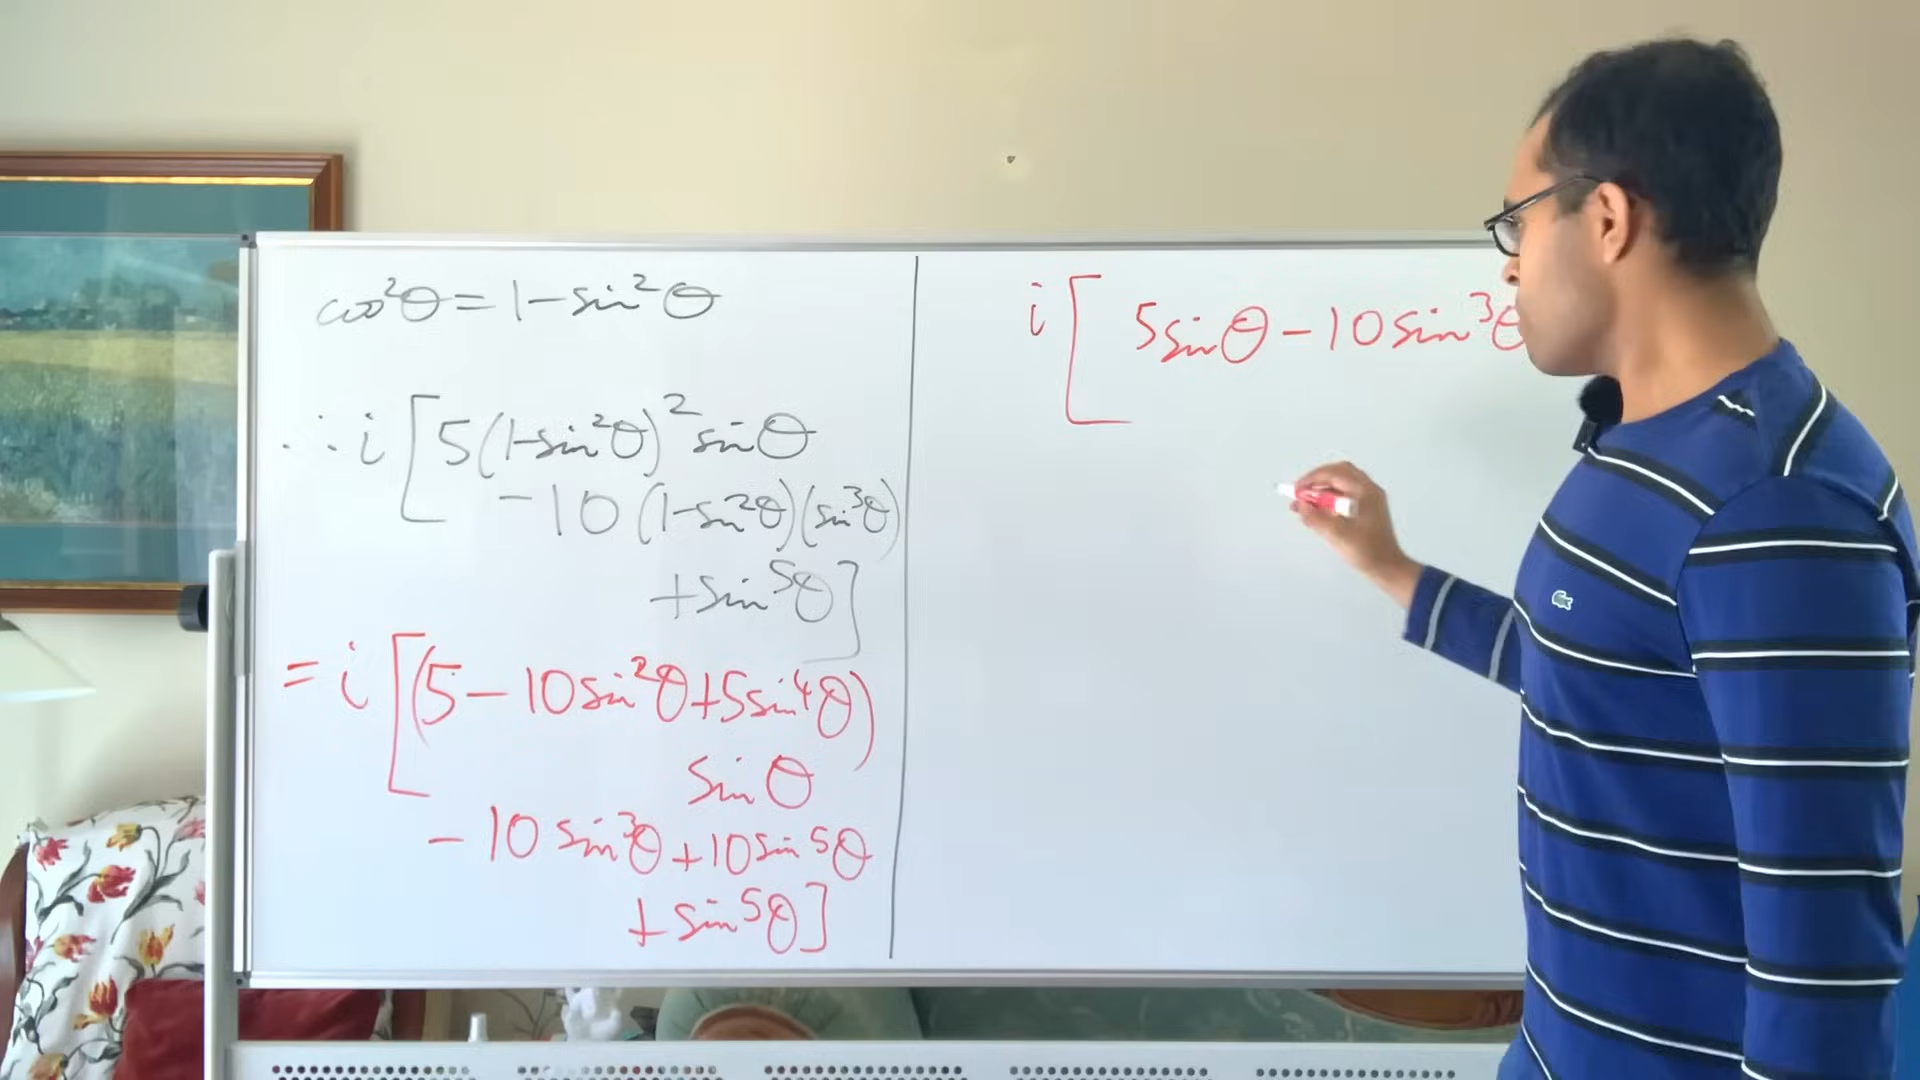 cos²θ = 1 - sin²θ
∴ i [ 5(1-sin²θ)² sinθ
- 10 (1-sin²θ)(sin³θ)
+ sin⁵θ ]
= i [ (5 - 10sin²θ + 5sin⁴θ)
sinθ
- 10 sin³θ + 10sin⁵θ
+ sin⁵θ ]
i [ 5sinθ - 10sin³θ